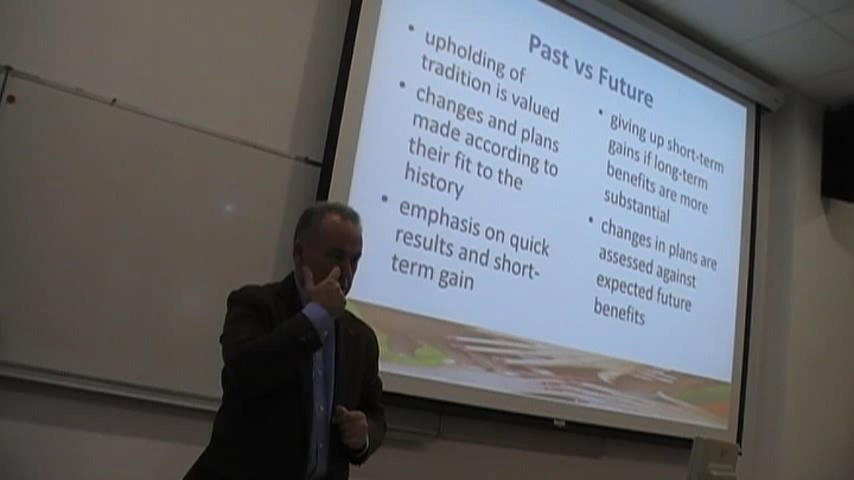 Past vs Future
• upholding of
tradition is valued
• changes and plans
made according to
their fit to the
history
• emphasis on quick
results and short-
term gain
• giving up short-term
gains if long-term
benefits are more
substantial
• changes in plans are
assessed against
expected future
benefits